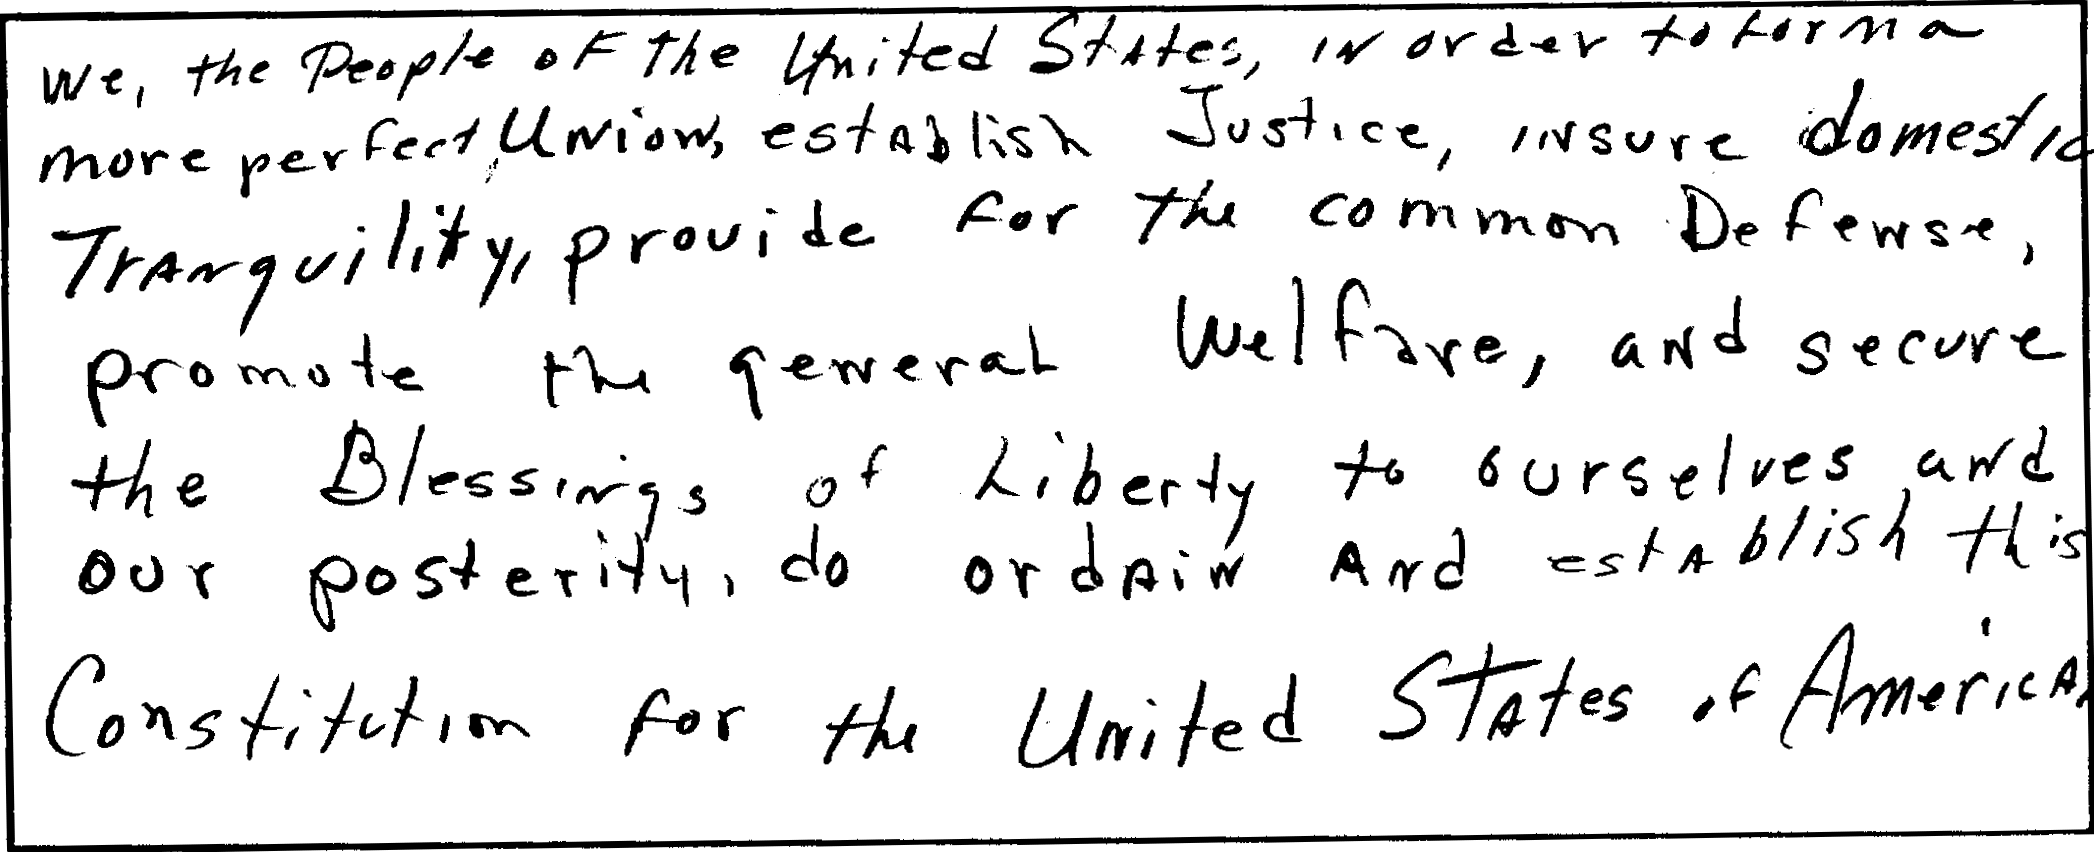 We, the People of the United States, in order to form a
more perfect Union, establish Justice, insure domestic
Tranquility, provide for the common Defense,
promote the general Welfare, and secure
the Blessings of Liberty to ourselves and
our posterity, do ordain and establish this
Constitution for the United States of America.